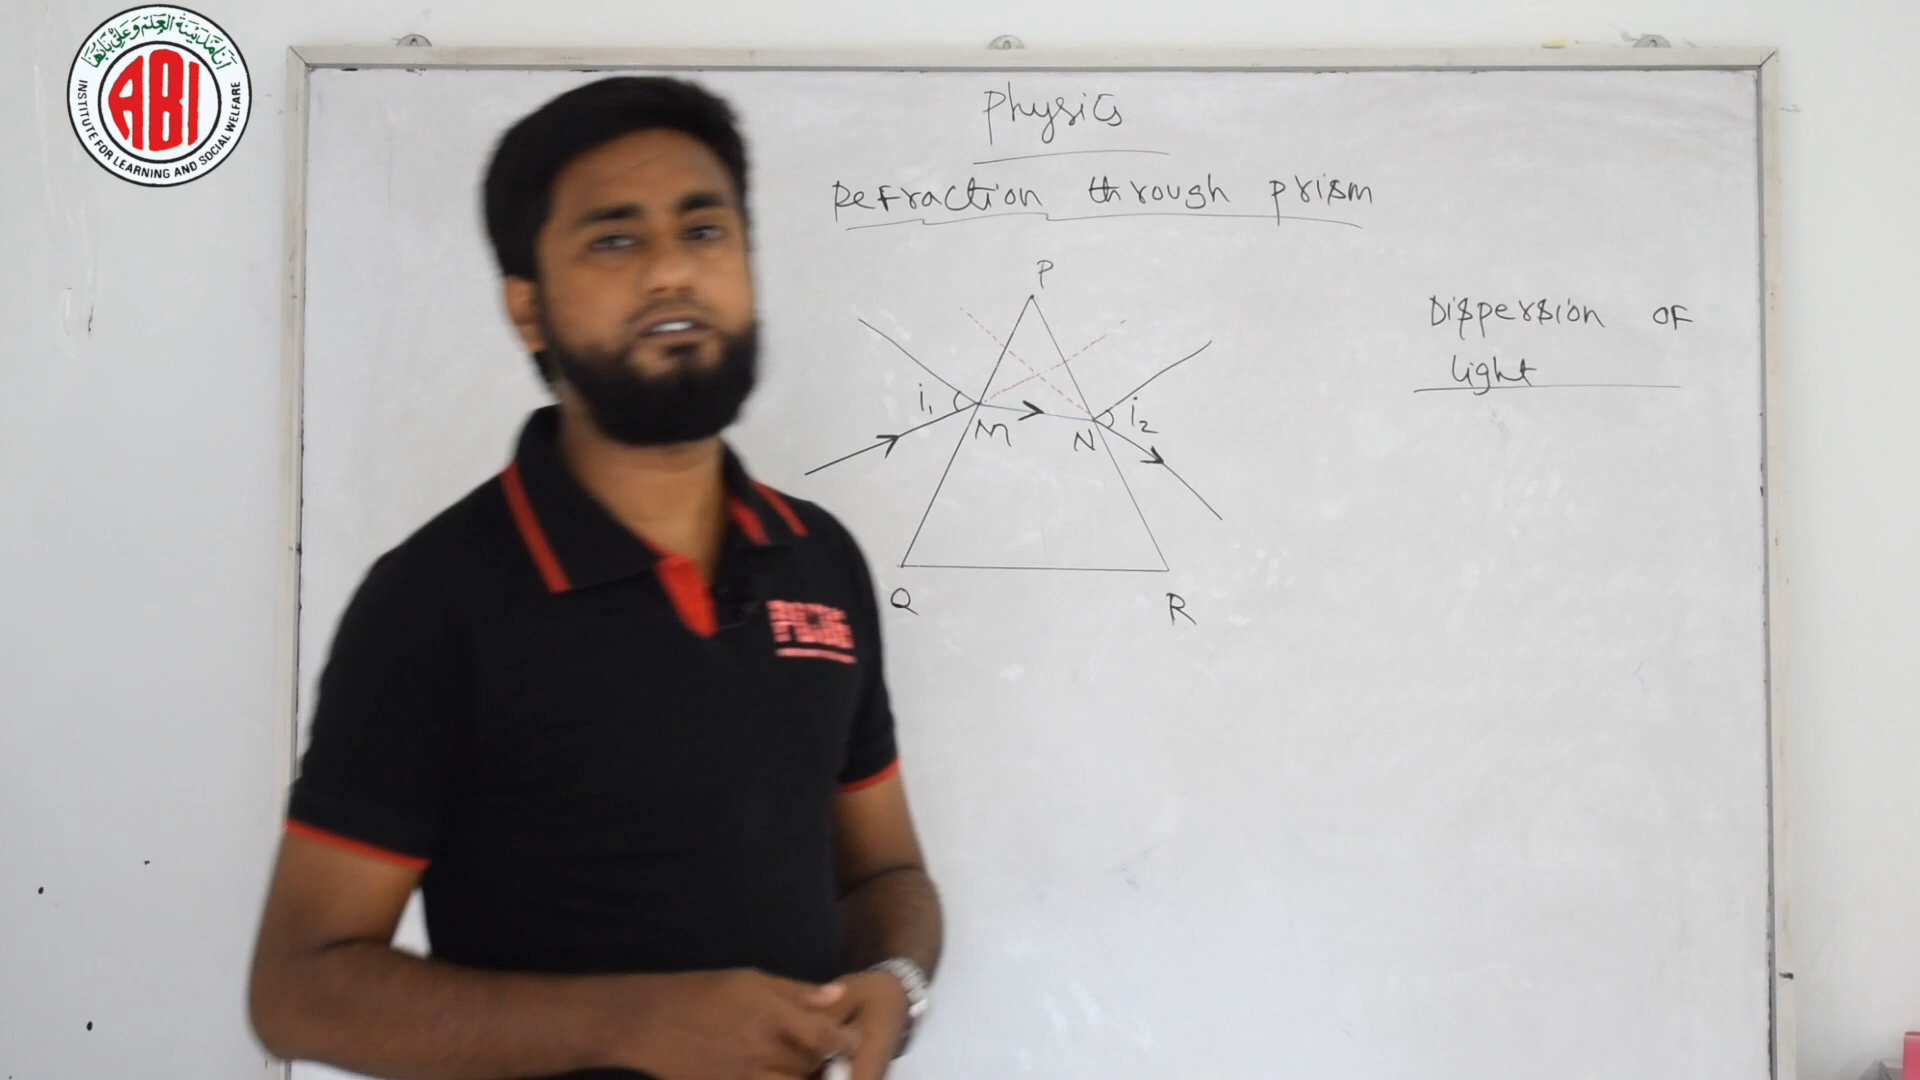 ABI
INSTITUTE FOR LEARNING AND SOCIAL WELFARE
Physics
Refraction through prism
P
Dispersion of
light
i₁
M
N
i₂
Q
R